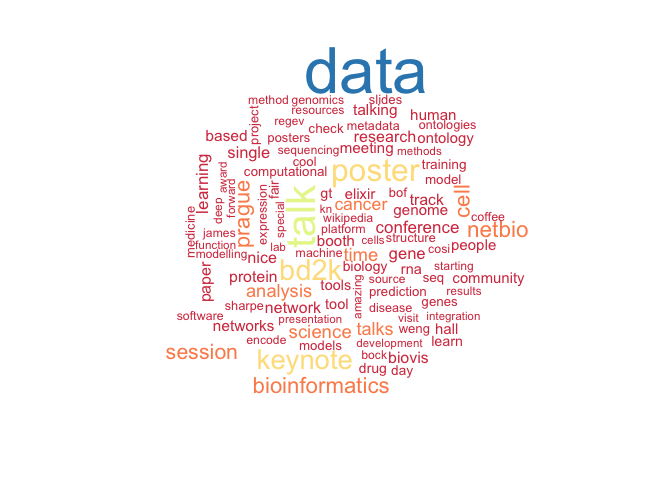 data
method genomics slides
resources talking human
project regev check metadata ontologies
based posters research ontology
single sequencing meeting methods
cool poster training
computational model
learning award deep forward prague expression fair special
gt elixir bof track cell coffee
kn cancer genome
talk wikipedia
medicine james platform conference netbio
function booth cells structure
rmodelling lab machine time gene cosi people
nice bd2k biology rna starting
paper protein tools source seq community
analysis amazing prediction results
sharpe network tool disease genes
software presentation visit integration
networks science talks weng hall
encode models development learn
session keynote bock biovis
drug day
bioinformatics